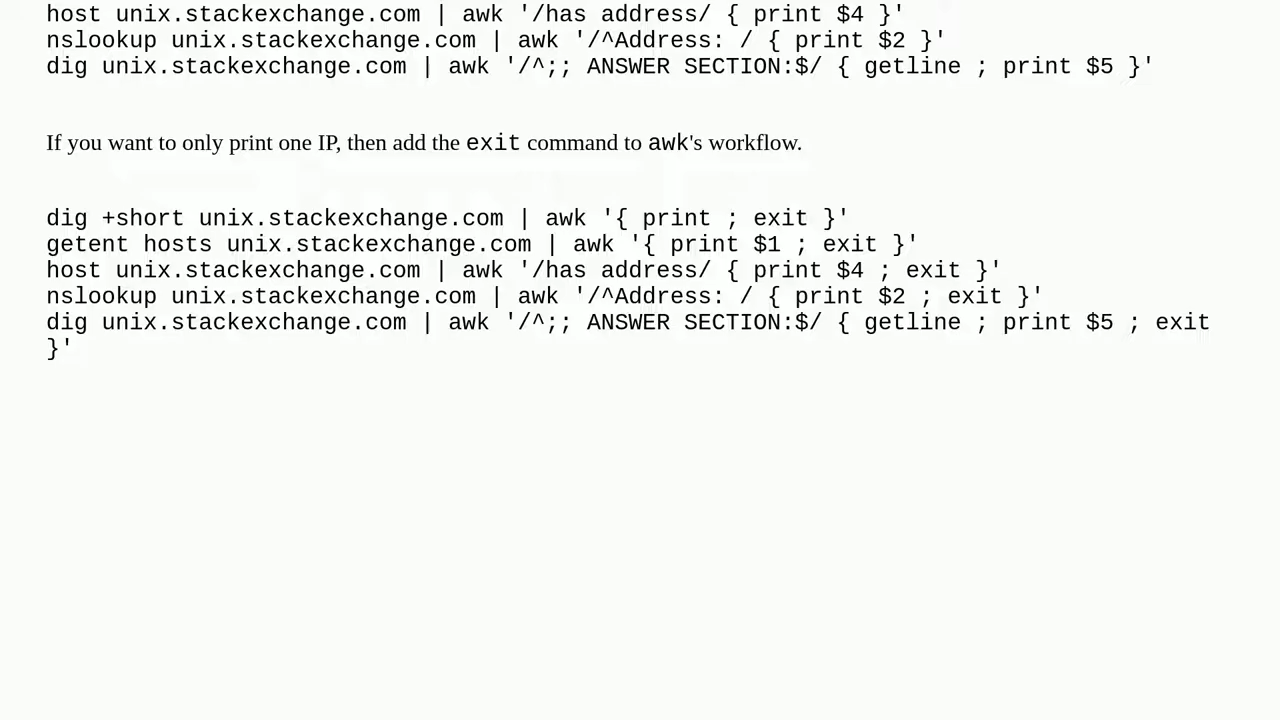 host unix.stackexchange.com | awk '/has address/ { print $4 }'
nslookup unix.stackexchange.com | awk '/^Address: / { print $2 }'
dig unix.stackexchange.com | awk '/^;; ANSWER SECTION:$/ { getline ; print $5 }'
If you want to only print one IP, then add the exit command to awk's workflow.
dig +short unix.stackexchange.com | awk '{ print ; exit }'
getent hosts unix.stackexchange.com | awk '{ print $1 ; exit }'
host unix.stackexchange.com | awk '/has address/ { print $4 ; exit }'
nslookup unix.stackexchange.com | awk '/^Address: / { print $2 ; exit }'
dig unix.stackexchange.com | awk '/^;; ANSWER SECTION:$/ { getline ; print $5 ; exit
}'